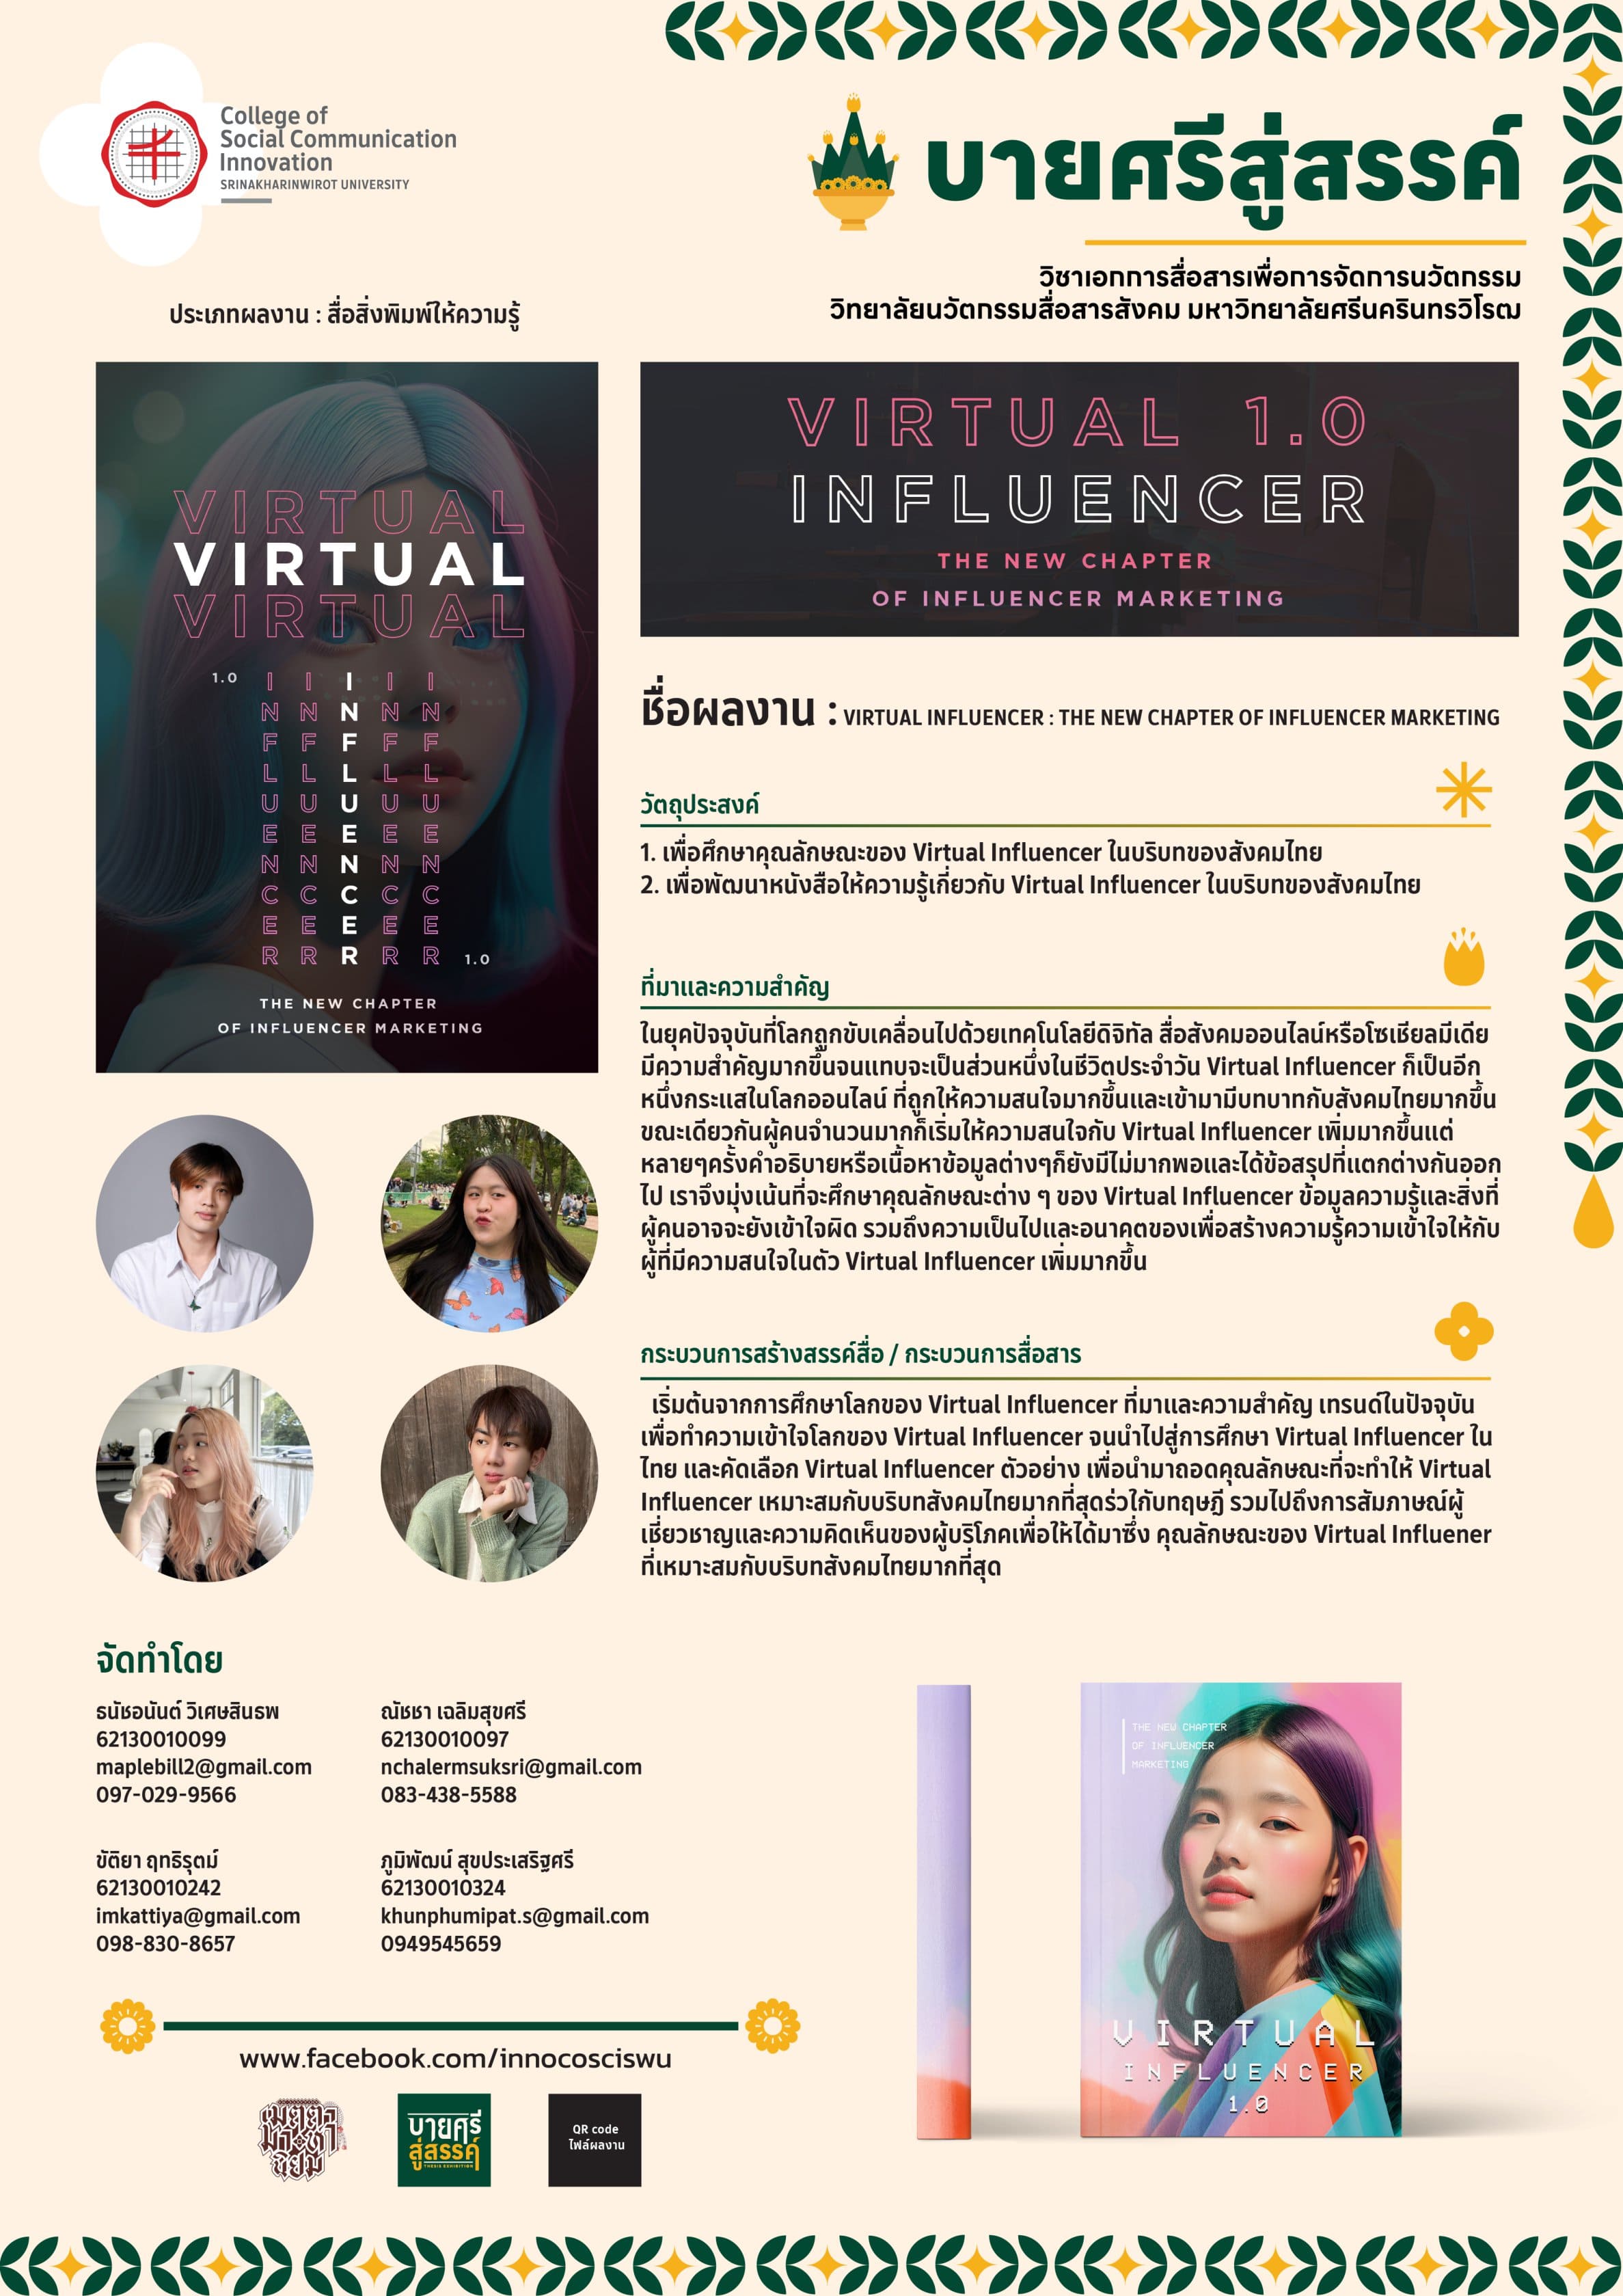 College of
Social Communication
Innovation
SRINAKHARINWIROT UNIVERSITY
บายศรีสู่สรรค์
วิชาเอกการสื่อสารเพื่อการจัดการนวัตกรรม
วิทยาลัยนวัตกรรมสื่อสารสังคม มหาวิทยาลัยศรีนครินทรวิโรฒ
ประเภทผลงาน : สื่อสิ่งพิมพ์ให้ความรู้
VIRTUAL
VIRTUAL
VIRTUAL
1.0
INFLUENCER
INFLUENCER
INFLUENCER
INFLUENCER
INFLUENCER
1.0
THE NEW CHAPTER
OF INFLUENCER MARKETING
VIRTUAL 1.0
INFLUENCER
THE NEW CHAPTER
OF INFLUENCER MARKETING
ชื่อผลงาน : VIRTUAL INFLUENCER : THE NEW CHAPTER OF INFLUENCER MARKETING
วัตถุประสงค์
1. เพื่อศึกษาคุณลักษณะของ Virtual Influencer ในบริบทของสังคมไทย
2. เพื่อพัฒนาหนังสือให้ความรู้เกี่ยวกับ Virtual Influencer ในบริบทของสังคมไทย
ที่มาและความสำคัญ
ในยุคปัจจุบันที่โลกถูกขับเคลื่อนไปด้วยเทคโนโลยีดิจิทัล สื่อสังคมออนไลน์หรือโซเชียลมีเดีย
มีความสำคัญมากขึ้นจนแทบจะเป็นส่วนหนึ่งในชีวิตประจำวัน Virtual Influencer ก็เป็นอีก
หนึ่งกระแสในโลกออนไลน์ ที่ถูกให้ความสนใจมากขึ้นและเข้ามามีบทบาทกับสังคมไทยมากขึ้น
ขณะเดียวกันผู้คนจำนวนมากก็เริ่มให้ความสนใจกับ Virtual Influencer เพิ่มมากขึ้นแต่
หลายๆครั้งคำอธิบายหรือเนื้อหาข้อมูลต่างๆก็ยังมีไม่มากพอและได้ข้อสรุปที่แตกต่างกันออก
ไป เราจึงมุ่งเน้นที่จะศึกษาคุณลักษณะต่าง ๆ ของ Virtual Influencer ข้อมูลความรู้และสิ่งที่
ผู้คนอาจจะยังเข้าใจผิด รวมถึงความเป็นไปและอนาคตของเพื่อสร้างความรู้ความเข้าใจให้กับ
ผู้ที่มีความสนใจในตัว Virtual Influencer เพิ่มมากขึ้น
กระบวนการสร้างสรรค์สื่อ / กระบวนการสื่อสาร
เริ่มต้นจากการศึกษาโลกของ Virtual Influencer ที่มาและความสำคัญ เทรนด์ในปัจจุบัน
เพื่อทำความเข้าใจโลกของ Virtual Influencer จนนำไปสู่การศึกษา Virtual Influencer ใน
ไทย และคัดเลือก Virtual Influencer ตัวอย่าง เพื่อนำมาถอดคุณลักษณะที่จะทำให้ Virtual
Influencer เหมาะสมกับบริบทสังคมไทยมากที่สุดร่วใกับทฤษฎี รวมไปถึงการสัมภาษณ์ผู้
เชี่ยวชาญและความคิดเห็นของผู้บริโภคเพื่อให้ได้มาซึ่ง คุณลักษณะของ Virtual Influener
ที่เหมาะสมกับบริบทสังคมไทยมากที่สุด
จัดทำโดย
ธนัชอนันต์ วิเศษสินธพ
62130010099
maplebill2@gmail.com
097-029-9566
ณัชชา เฉลิมสุขศรี
62130010097
nchalermsuksri@gmail.com
083-438-5588
ขัติยา ฤทธิรุตม์
62130010242
imkattiya@gmail.com
098-830-8657
ภูมิพัฒน์ สุขประเสริฐศรี
62130010324
khunphumipat.s@gmail.com
0949545659
THE NEW CHAPTER
OF INFLUENCER
MARKETING
VIRTUAL
INFLUENCER
1.0
www.facebook.com/innocosciswu
บายศรี
สู่สรรค์
THESIS EXHIBITION
QR code
ไฟล์ผลงาน